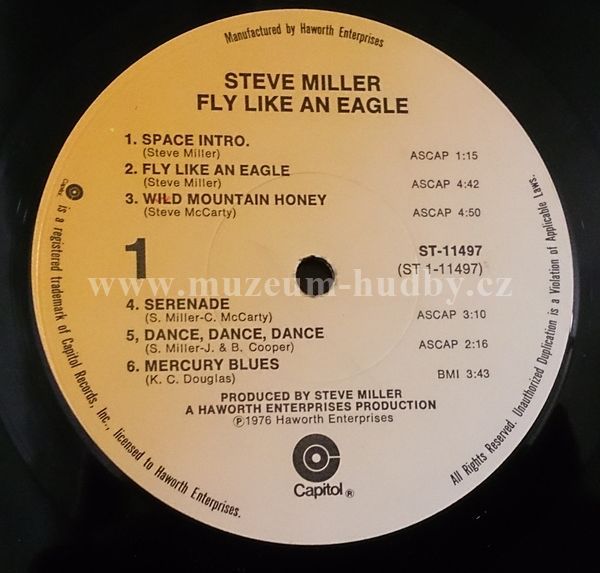 Manufactured by Haworth Enterprises
STEVE MILLER
FLY LIKE AN EAGLE
1. SPACE INTRO.
(Steve Miller) ASCAP 1:15
2. FLY LIKE AN EAGLE
(Steve Miller) ASCAP 4:42
3. WILD MOUNTAIN HONEY
(Steve McCarty) ASCAP 4:50
1
ST-11497
(ST 1-11497)
www.muzeum-hudby.cz
4. SERENADE
(S. Miller-C. McCarty) ASCAP 3:10
5, DANCE, DANCE, DANCE
(S. Miller-J. & B. Cooper) ASCAP 2:16
6. MERCURY BLUES
(K. C. Douglas) BMI 3:43
PRODUCED BY STEVE MILLER
A HAWORTH ENTERPRISES PRODUCTION
℗1976 Haworth Enterprises
Capitol®
Capitol® is a registered trademark of Capitol Records, Inc., licensed to Haworth Enterprises.
All Rights Reserved. Unauthorized Duplication is a Violation of Applicable Laws.